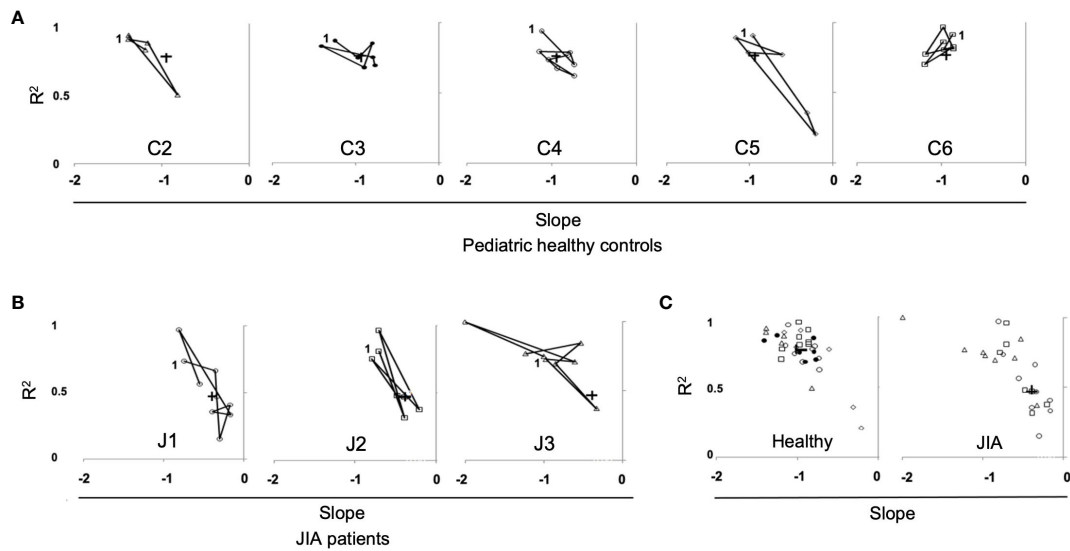 A
R²
1
0.5
0
1
C2
1
C3
1
C4
1
C5
1
C6
-2 -1 0
-2 -1 0
-2 -1 0
-2 -1 0
-2 -1 0
Slope
Pediatric healthy controls
B
R²
1
0.5
0
1
J1
1
J2
1
J3
-2 -1 0
-2 -1 0
-2 -1 0
Slope
JIA patients
C
R²
1
0.5
0
Healthy
JIA
-2 -1 0
-2 -1 0
Slope